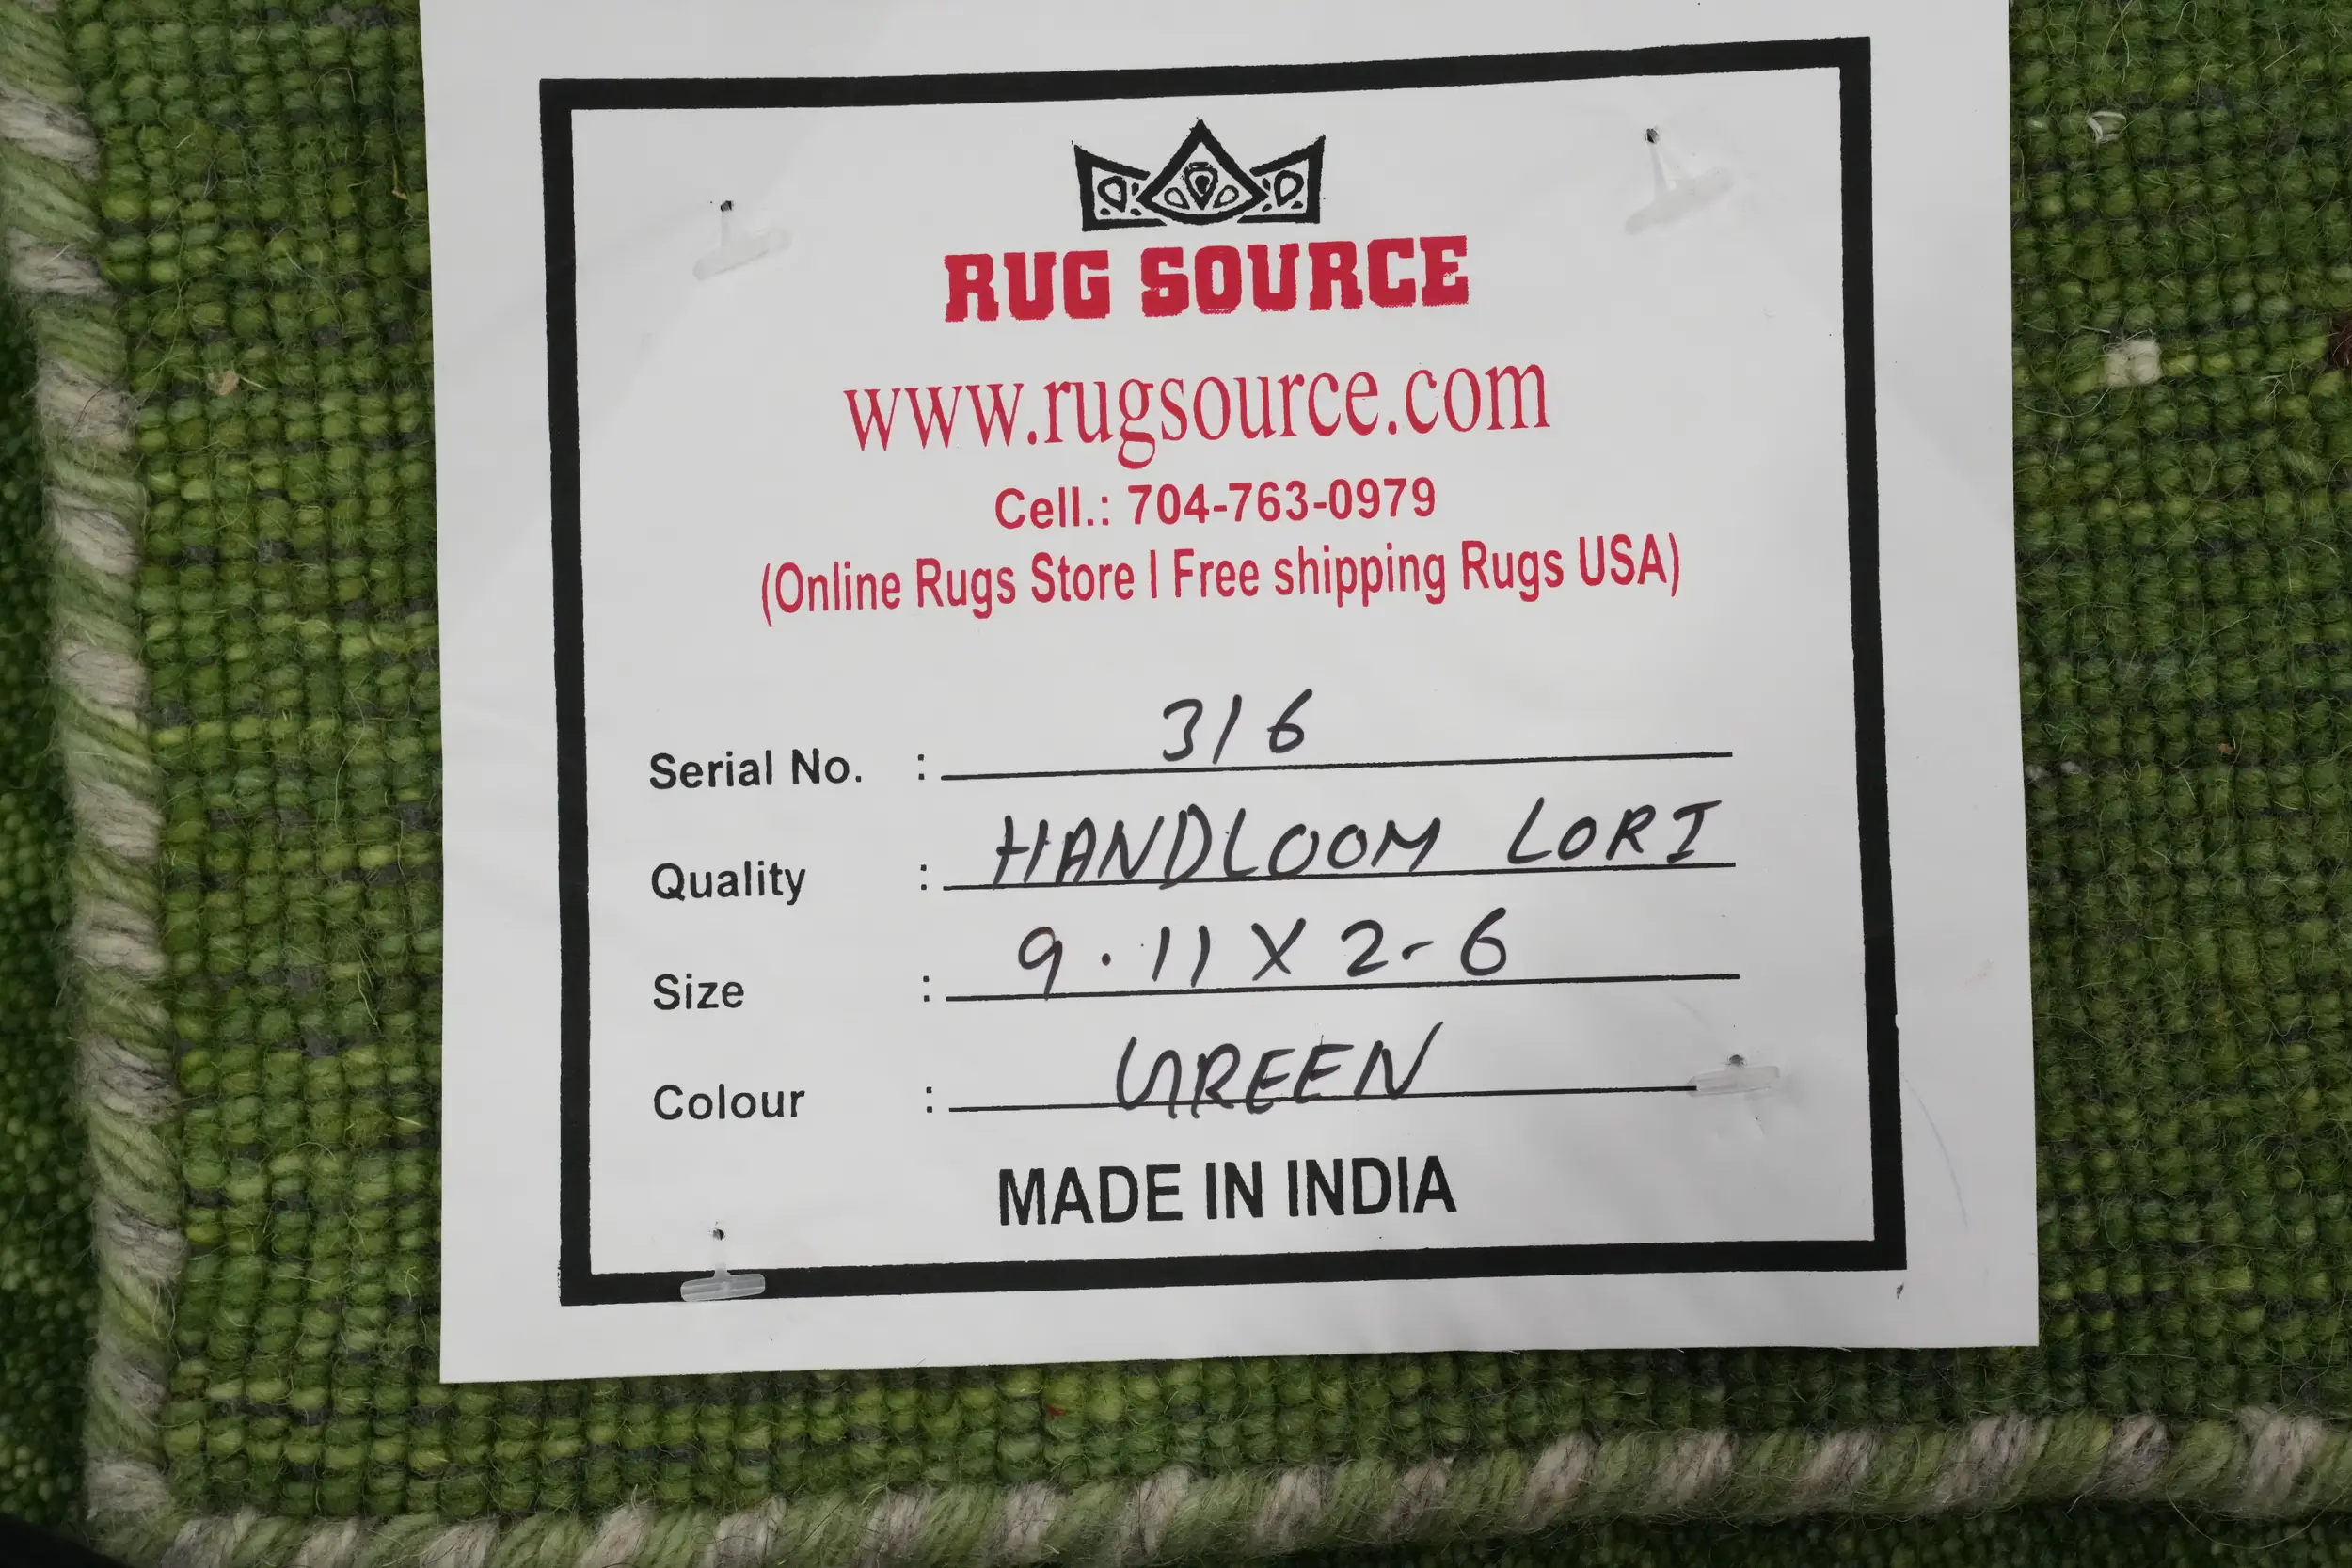 RUG SOURCE
www.rugsource.com
Cell.: 704-763-0979
(Online Rugs Store I Free shipping Rugs USA)
Serial No. : 316
Quality : HANDLOOM LORI
Size : 9.11 X 2-6
Colour : GREEN
MADE IN INDIA